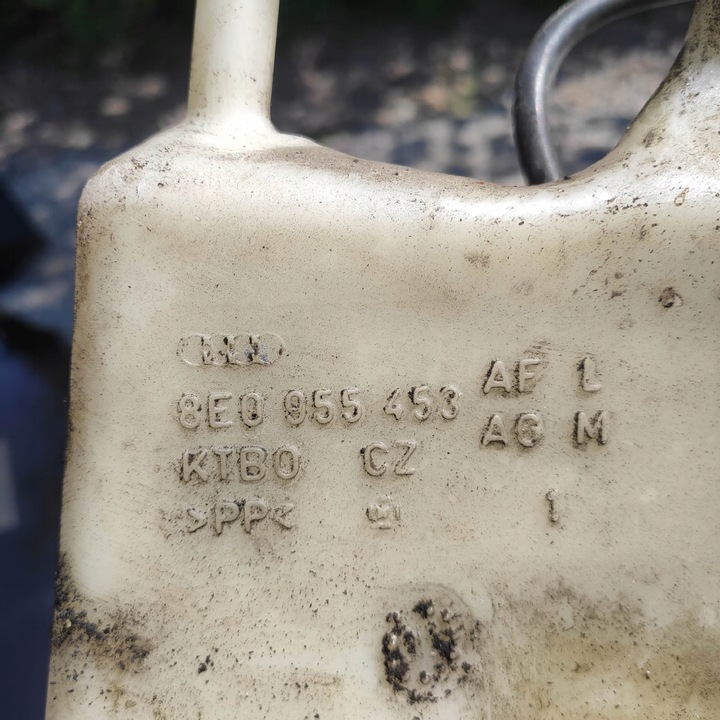 AF L
8E0 955 453
AG M
KTBO CZ
>PP<
1